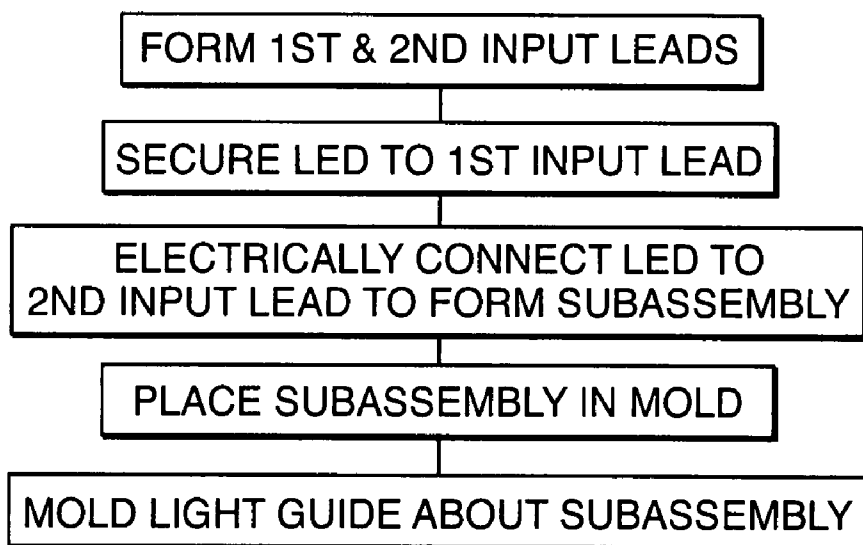 FORM 1ST & 2ND INPUT LEADS
SECURE LED TO 1ST INPUT LEAD
ELECTRICALLY CONNECT LED TO
2ND INPUT LEAD TO FORM SUBASSEMBLY
PLACE SUBASSEMBLY IN MOLD
MOLD LIGHT GUIDE ABOUT SUBASSEMBLY